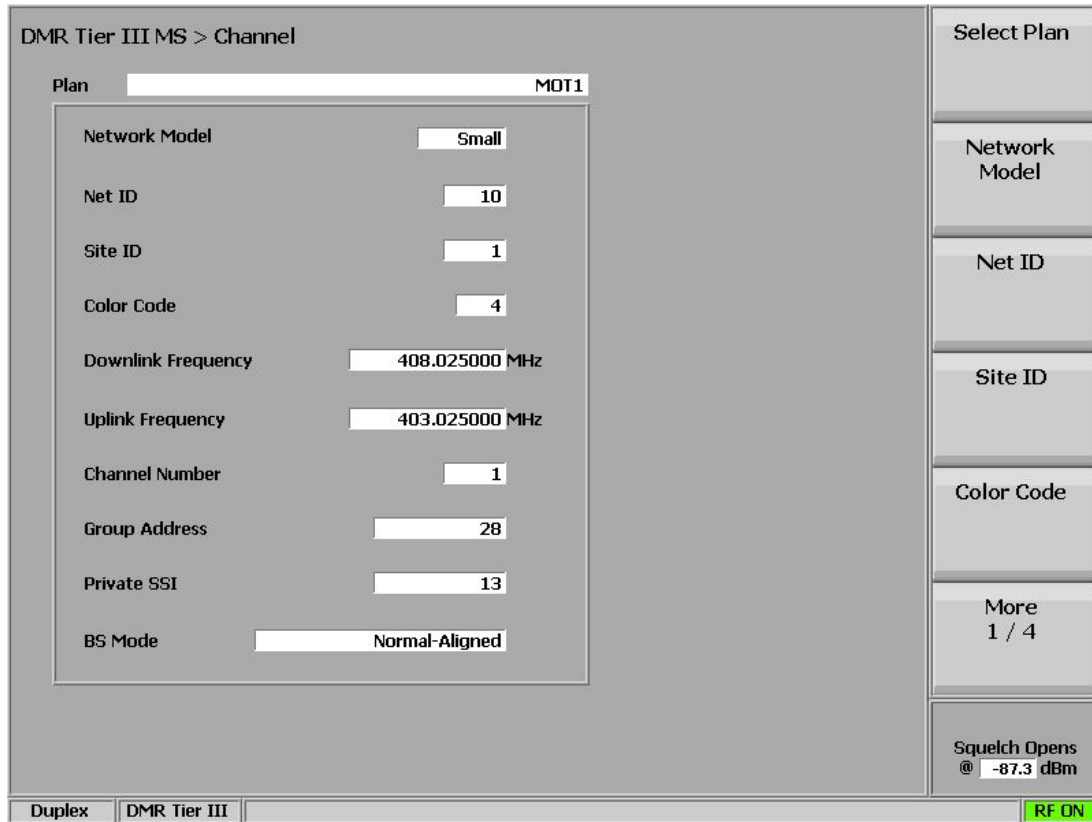 DMR Tier III MS > Channel
Plan MOT1
Network Model Small
Net ID 10
Site ID 1
Color Code 4
Downlink Frequency 408.025000 MHz
Uplink Frequency 403.025000 MHz
Channel Number 1
Group Address 28
Private SSI 13
BS Mode Normal-Aligned
Select Plan
Network
Model
Net ID
Site ID
Color Code
More
1 / 4
Squelch Opens
@ -87.3 dBm
Duplex DMR Tier III RF ON